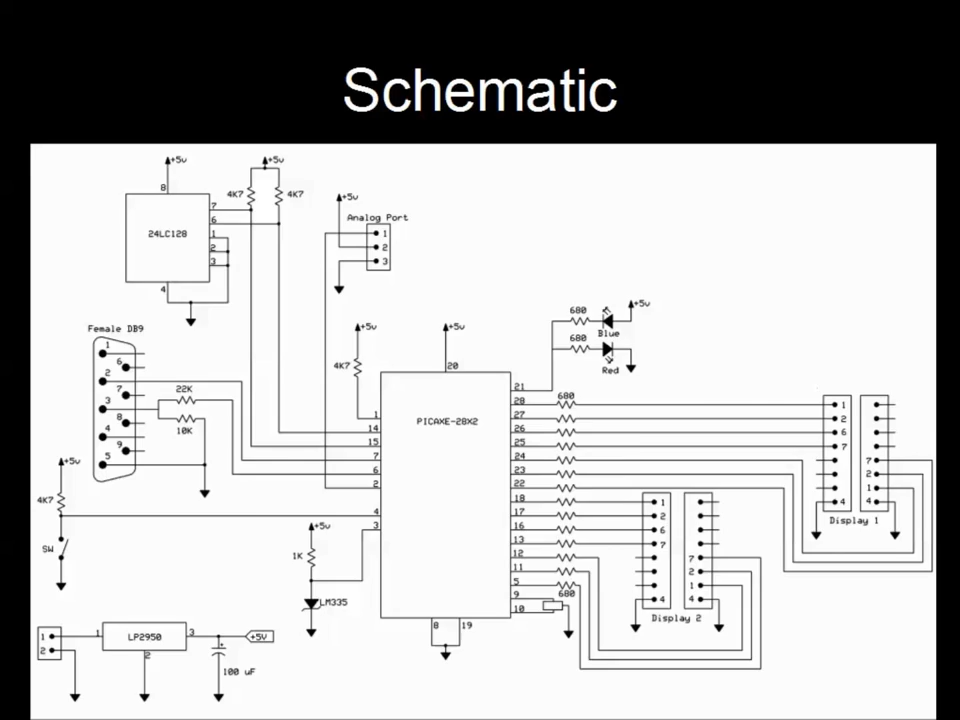 Schematic
+5v
+5v
8
4K7
4K7
+5v
7
6
1
2
3
24LC128
4
Analog Port
1
2
3
Female DB9
1
6
2
7
3
8
4
9
5
22K
10K
+5v
4K7
SW
+5v
4K7
+5v
20
PICAXE-28X2
1
14
15
7
6
2
4
3
+5v
1K
LM335
8
19
21
28
27
26
25
24
23
22
18
17
16
13
12
11
5
9
10
680
Blue
+5v
680
Red
680
680
1
2
6
7
4
7
2
1
4
Display 1
1
2
6
7
4
7
2
1
4
Display 2
1
2
1
LP2950
3
2
+5V
+
100 uF